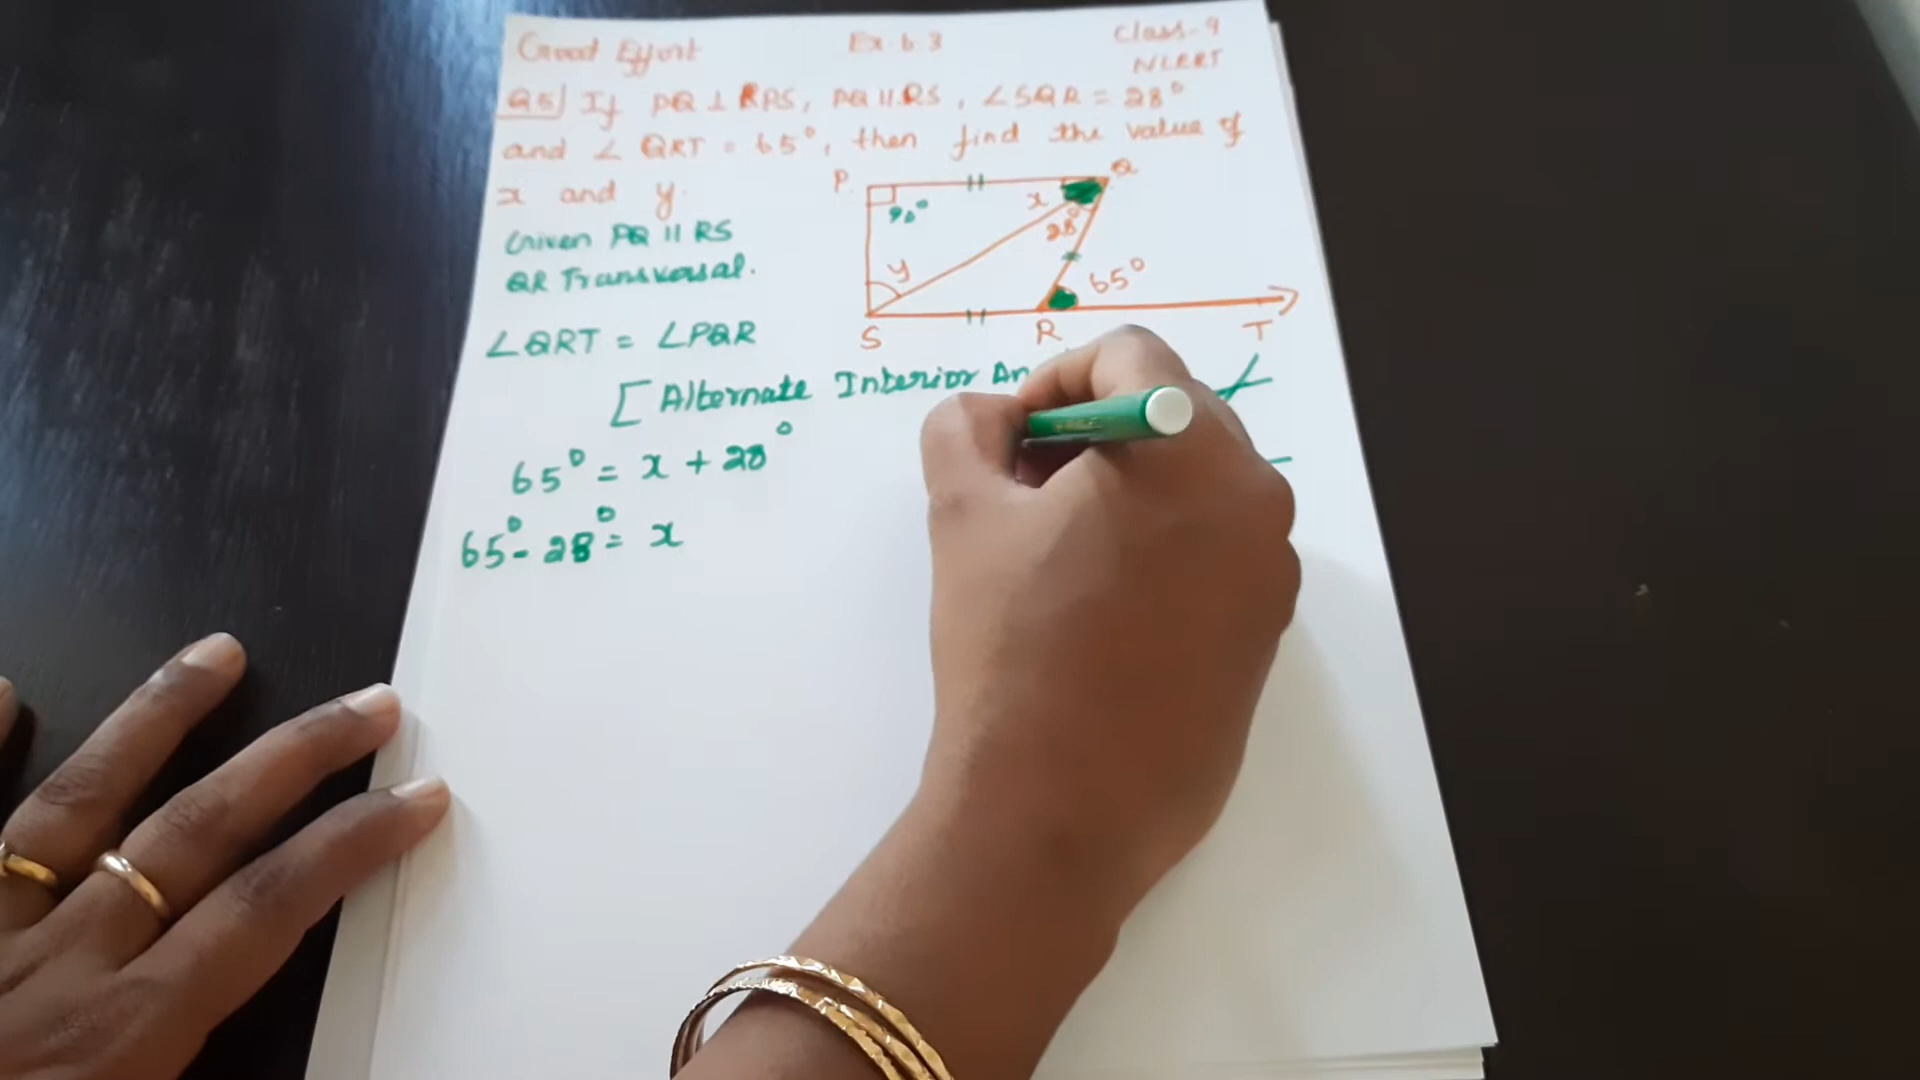 Good Effort
Ex 6.3
Class-9
NCERT
Q5) If PQ ⊥ PS, PQ || RS, ∠SQR = 28°
and ∠ QRT = 65°, then find the value of
x and y.
P
Q
90°
x
28°
y
65°
S
R
T
Given PQ || RS
QR Transversal.
∠QRT = ∠PQR
[Alternate Interior An
65° = x + 28°
65° - 28° = x